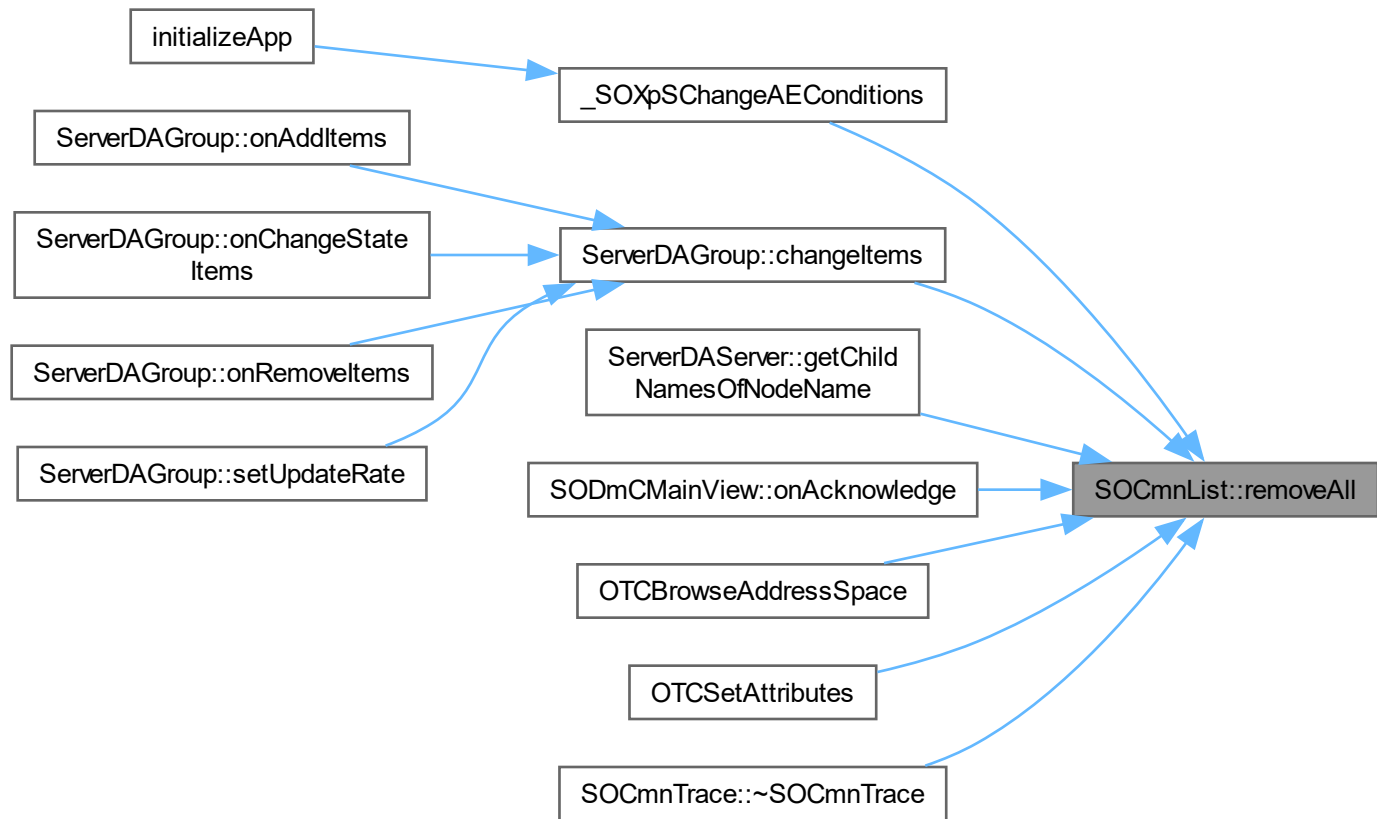 initializeApp
_SOXpSChangeAEConditions
ServerDAGroup::onAddItems
ServerDAGroup::onChangeState
Items
ServerDAGroup::changeItems
ServerDAGroup::onRemoveItems
ServerDAServer::getChild
NamesOfNodeName
ServerDAGroup::setUpdateRate
SODmCMainView::onAcknowledge
SOCmnList::removeAll
OTCBrowseAddressSpace
OTCSetAttributes
SOCmnTrace::~SOCmnTrace